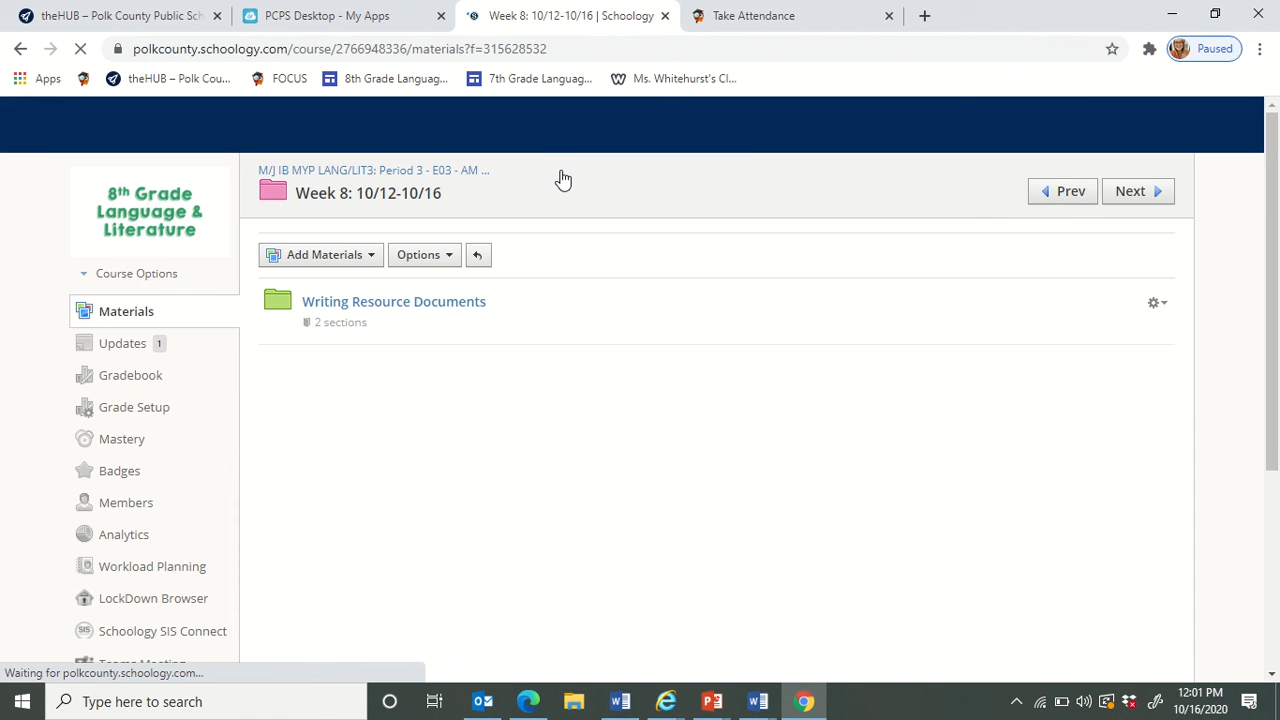 theHUB – Polk County Public Sch
PCPS Desktop - My Apps
Week 8: 10/12-10/16 | Schoology
Take Attendance
polkcounty.schoology.com/course/2766948336/materials?f=315628532
Paused
Apps
theHUB – Polk Cou...
FOCUS
8th Grade Languag...
7th Grade Languag...
Ms. Whitehurst's Cl...
8th Grade
Language &
Literature
Course Options
Materials
Updates 1
Gradebook
Grade Setup
Mastery
Badges
Members
Analytics
Workload Planning
LockDown Browser
SIS Schoology SIS Connect
Teams Meeting
M/J IB MYP LANG/LIT3: Period 3 - E03 - AM ...
Week 8: 10/12-10/16
Prev
Next
Add Materials
Options
Writing Resource Documents
2 sections
Waiting for polkcounty.schoology.com...
Type here to search
12:01 PM
10/16/2020